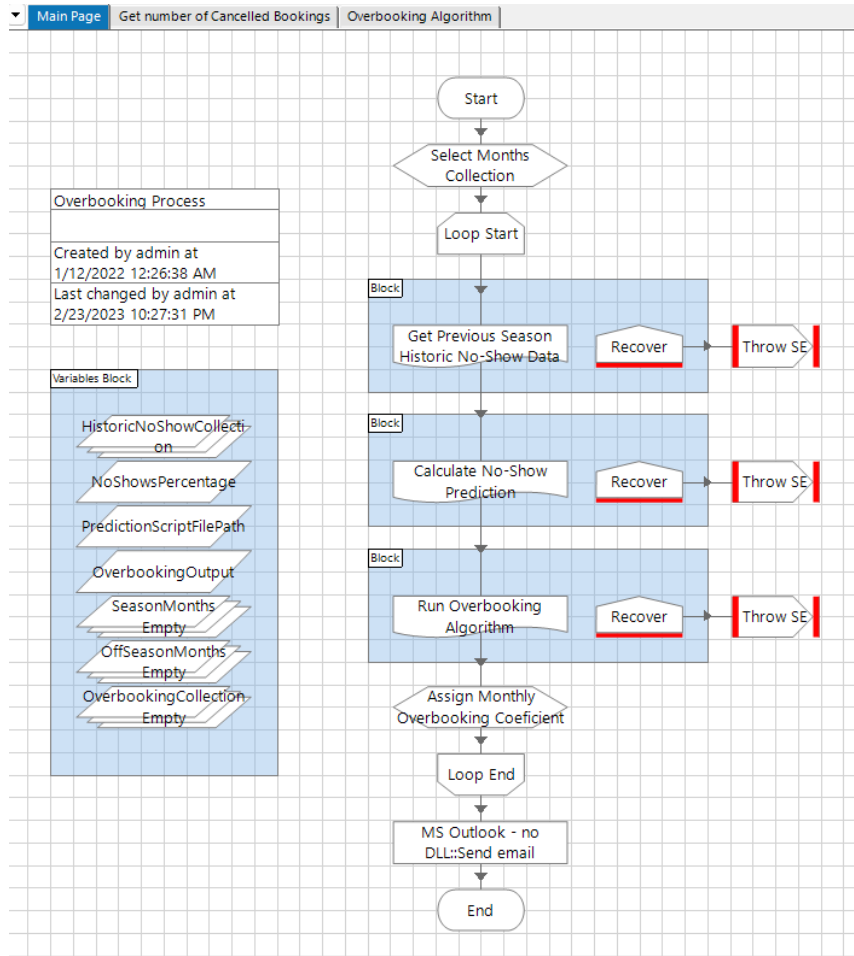 Main Page
Get number of Cancelled Bookings
Overbooking Algorithm
Start
Select Months
Collection
Loop Start
Overbooking Process
Created by admin at
1/12/2022 12:26:38 AM
Last changed by admin at
2/23/2023 10:27:31 PM
Block
Get Previous Season
Historic No-Show Data
Recover
Throw SE
Variables Block
HistoricNoShowCollecti
on
NoShowsPercentage
PredictionScriptFilePath
OverbookingOutput
SeasonMonths
Empty
OffSeasonMonths
Empty
OverbookingCollection
Empty
Block
Calculate No-Show
Prediction
Recover
Throw SE
Block
Run Overbooking
Algorithm
Recover
Throw SE
Assign Monthly
Overbooking Coeficient
Loop End
MS Outlook - no
DLL::Send email
End